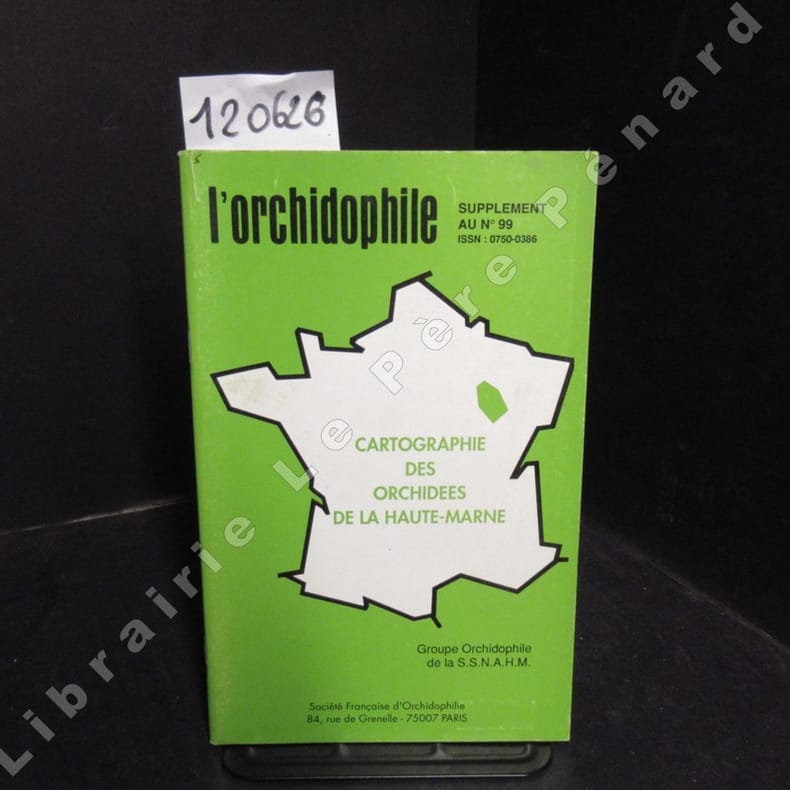 120626
l'orchidophile
SUPPLEMENT
AU N° 99
ISSN : 0750-0386
CARTOGRAPHIE
DES
ORCHIDEES
DE LA HAUTE-MARNE
Groupe Orchidophile
de la S.S.N.A.H.M.
Société Française d'Orchidophilie
84, rue de Grenelle - 75007 PARIS
Librairie Le Père Pénard